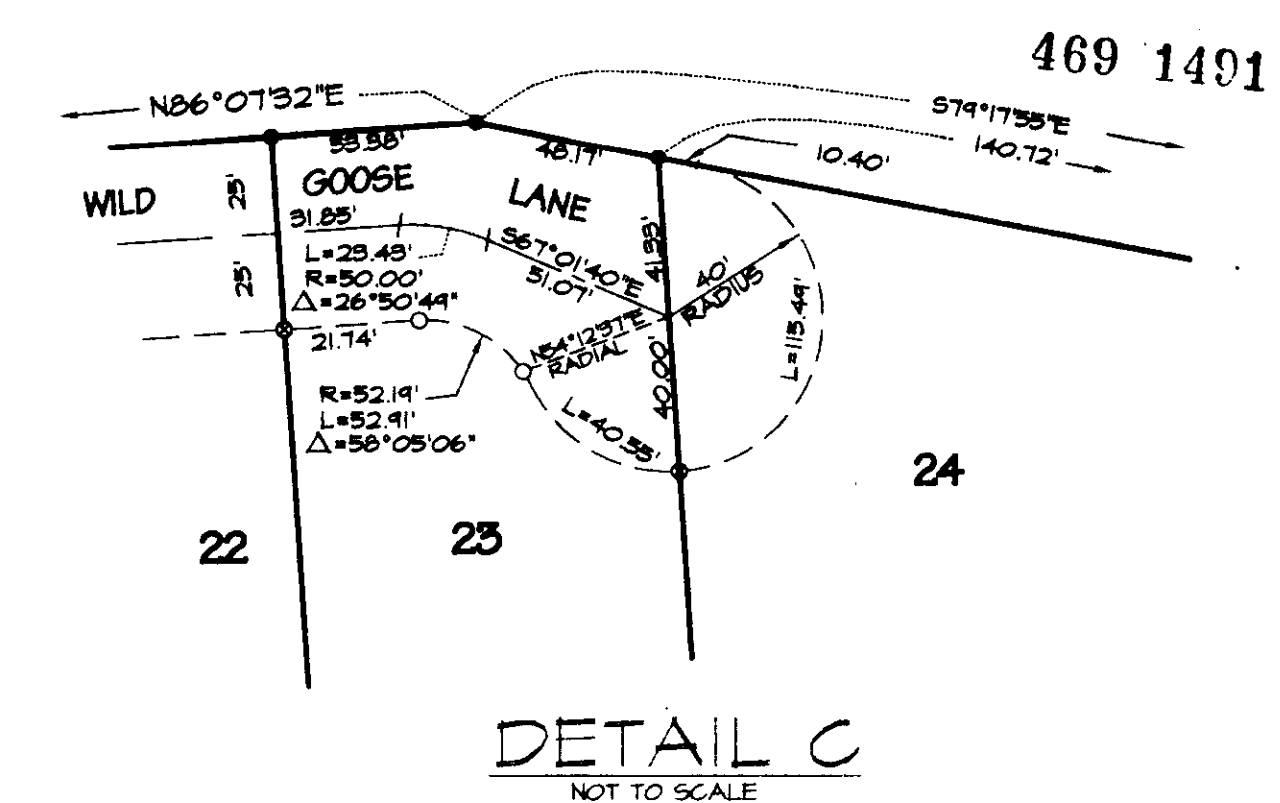 469 1491
N86°07'32"E
S79°17'55"E
53.38'
48.17'
10.40'
140.72'
WILD
GOOSE
LANE
25'
25'
31.85'
L=23.43'
R=50.00'
Δ=26°50'49"
S67°01'40"E
51.07'
41.33'
40'
RADIUS
N54°12'37"E
RADIAL
40.00'
L=115.49'
21.74'
R=52.19'
L=52.91'
Δ=58°05'06"
L=40.55'
22
23
24
DETAIL C
NOT TO SCALE